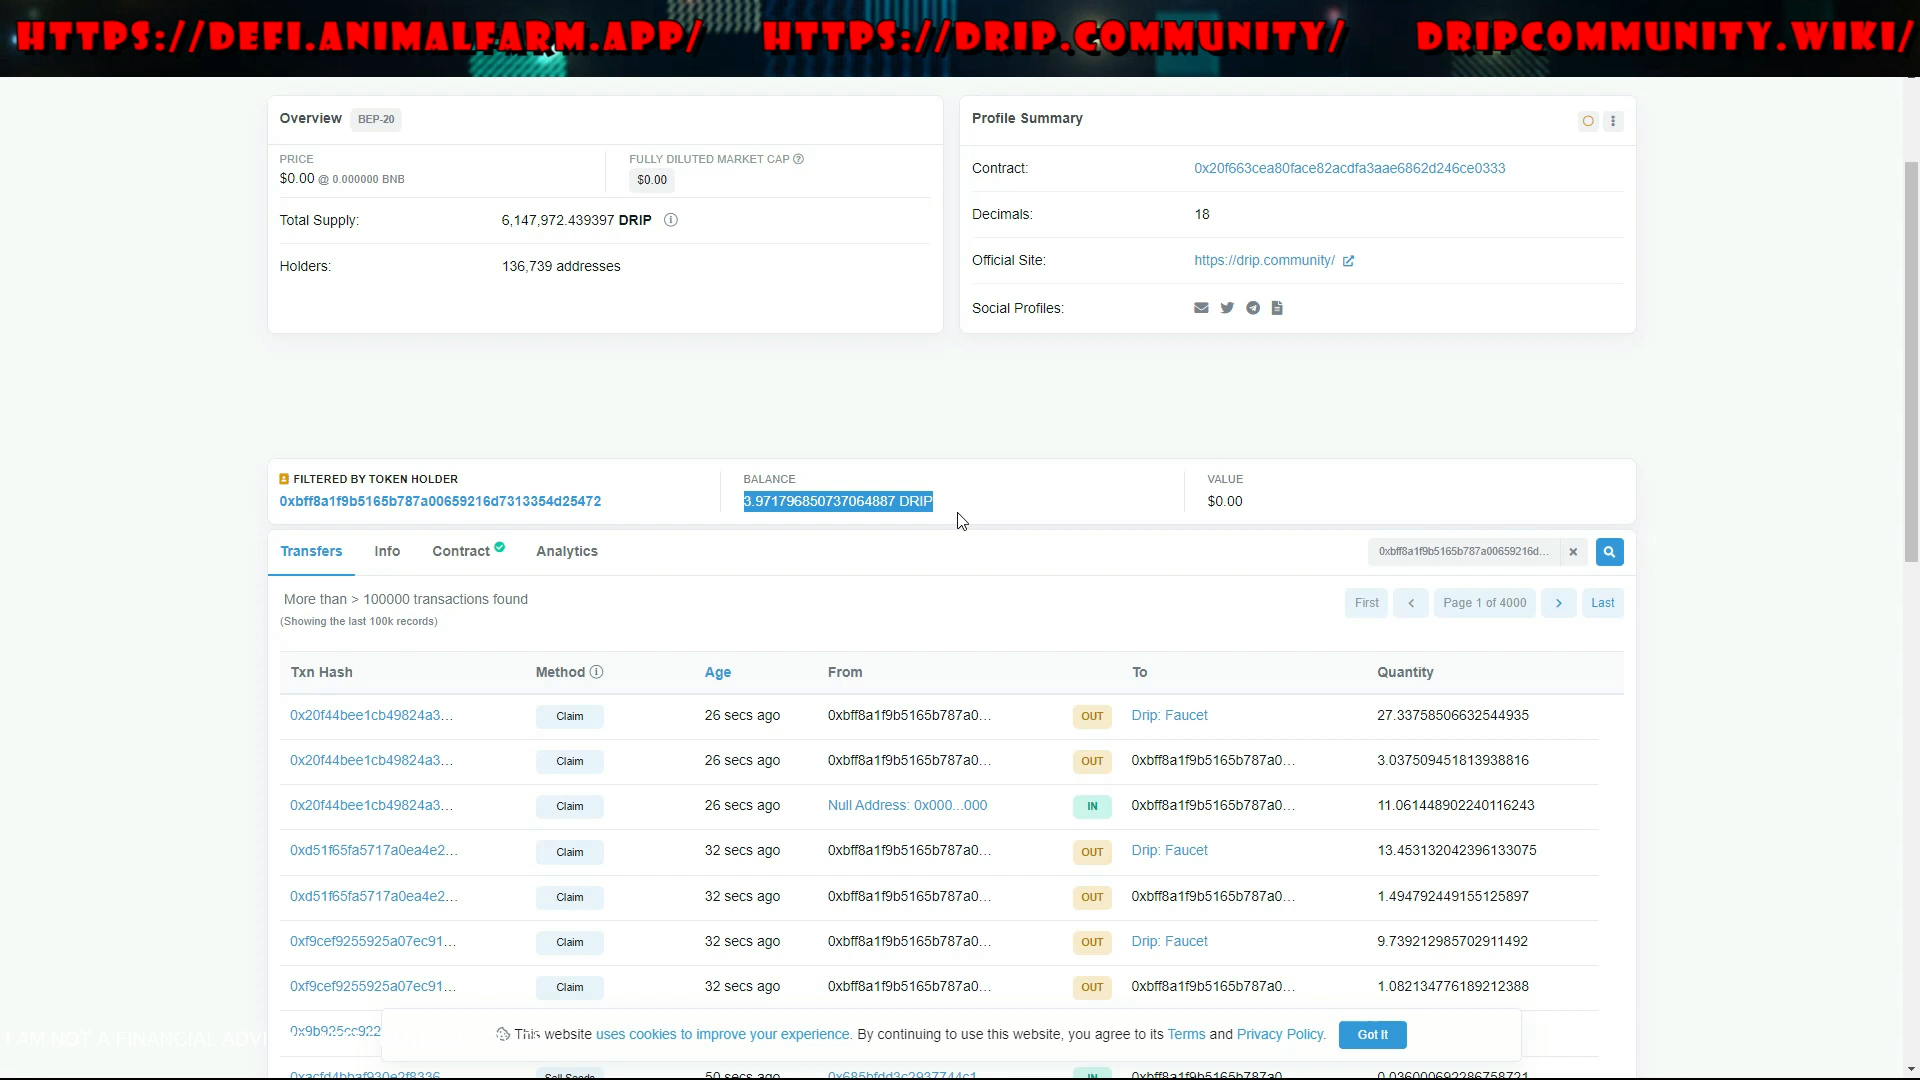 HTTPS://DEFI.ANIMALFARM.APP/ HTTPS://DRIP.COMMUNITY/ DRIPCOMMUNITY.WIKI/
Overview BEP-20
PRICE
$0.00 @ 0.000000 BNB
FULLY DILUTED MARKET CAP
$0.00
Total Supply: 6,147,972.439397 DRIP
Holders: 136,739 addresses
Profile Summary
Contract: 0x20f663cea80face82acdfa3aae6862d246ce0333
Decimals: 18
Official Site: https://drip.community/
Social Profiles:
FILTERED BY TOKEN HOLDER
0xbff8a1f9b5165b787a00659216d7313354d25472
BALANCE
3.971796850737064887 DRIP
VALUE
$0.00
Transfers Info Contract Analytics
0xbff8a1f9b5165b787a00659216d...
More than > 100000 transactions found
(Showing the last 100k records)
First Page 1 of 4000 Last
Txn Hash Method Age From To Quantity
0x20f44bee1cb49824a3... Claim 26 secs ago 0xbff8a1f9b5165b787a0... OUT Drip: Faucet 27.33758506632544935
0x20f44bee1cb49824a3... Claim 26 secs ago 0xbff8a1f9b5165b787a0... OUT 0xbff8a1f9b5165b787a0... 3.037509451813938816
0x20f44bee1cb49824a3... Claim 26 secs ago Null Address: 0x000...000 IN 0xbff8a1f9b5165b787a0... 11.061448902240116243
0xd51f65fa5717a0ea4e2... Claim 32 secs ago 0xbff8a1f9b5165b787a0... OUT Drip: Faucet 13.453132042396133075
0xd51f65fa5717a0ea4e2... Claim 32 secs ago 0xbff8a1f9b5165b787a0... OUT 0xbff8a1f9b5165b787a0... 1.494792449155125897
0xf9cef9255925a07ec91... Claim 32 secs ago 0xbff8a1f9b5165b787a0... OUT Drip: Faucet 9.739212985702911492
0xf9cef9255925a07ec91... Claim 32 secs ago 0xbff8a1f9b5165b787a0... OUT 0xbff8a1f9b5165b787a0... 1.082134776189212388
0x9b925cc922
I AM NOT A FINANCIAL
This website uses cookies to improve your experience. By continuing to use this website, you agree to its Terms and Privacy Policy. Got It
50 secs ago IN